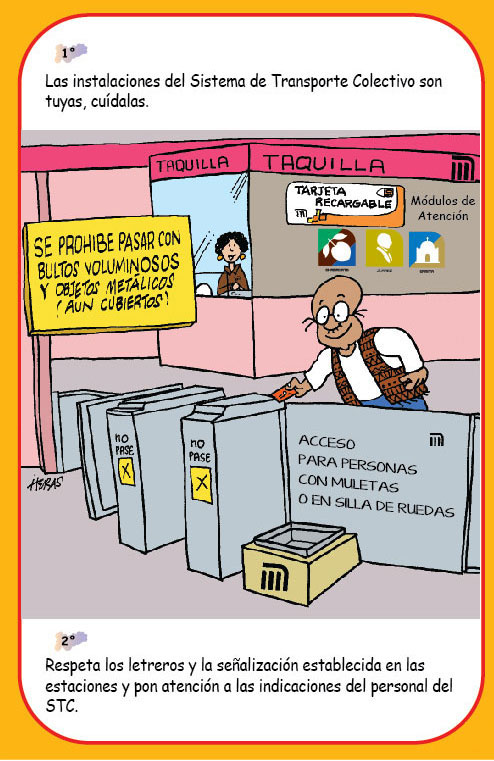 1°
Las instalaciones del Sistema de Transporte Colectivo son
tuyas, cuídalas.
TAQUILLA
TAQUILLA
TARJETA
RECARGABLE
Módulos de
Atención
SE PROHIBE PASAR CON
BULTOS VOLUMINOSOS
Y OBJETOS METÁLICOS
(AUN CUBIERTOS)
NO
PASE
X
NO
PASE
X
ACCESO
PARA PERSONAS
CON MULETAS
O EN SILLA DE RUEDAS
HERAS
2°
Respeta los letreros y la señalización establecida en las
estaciones y pon atención a las indicaciones del personal del
STC.